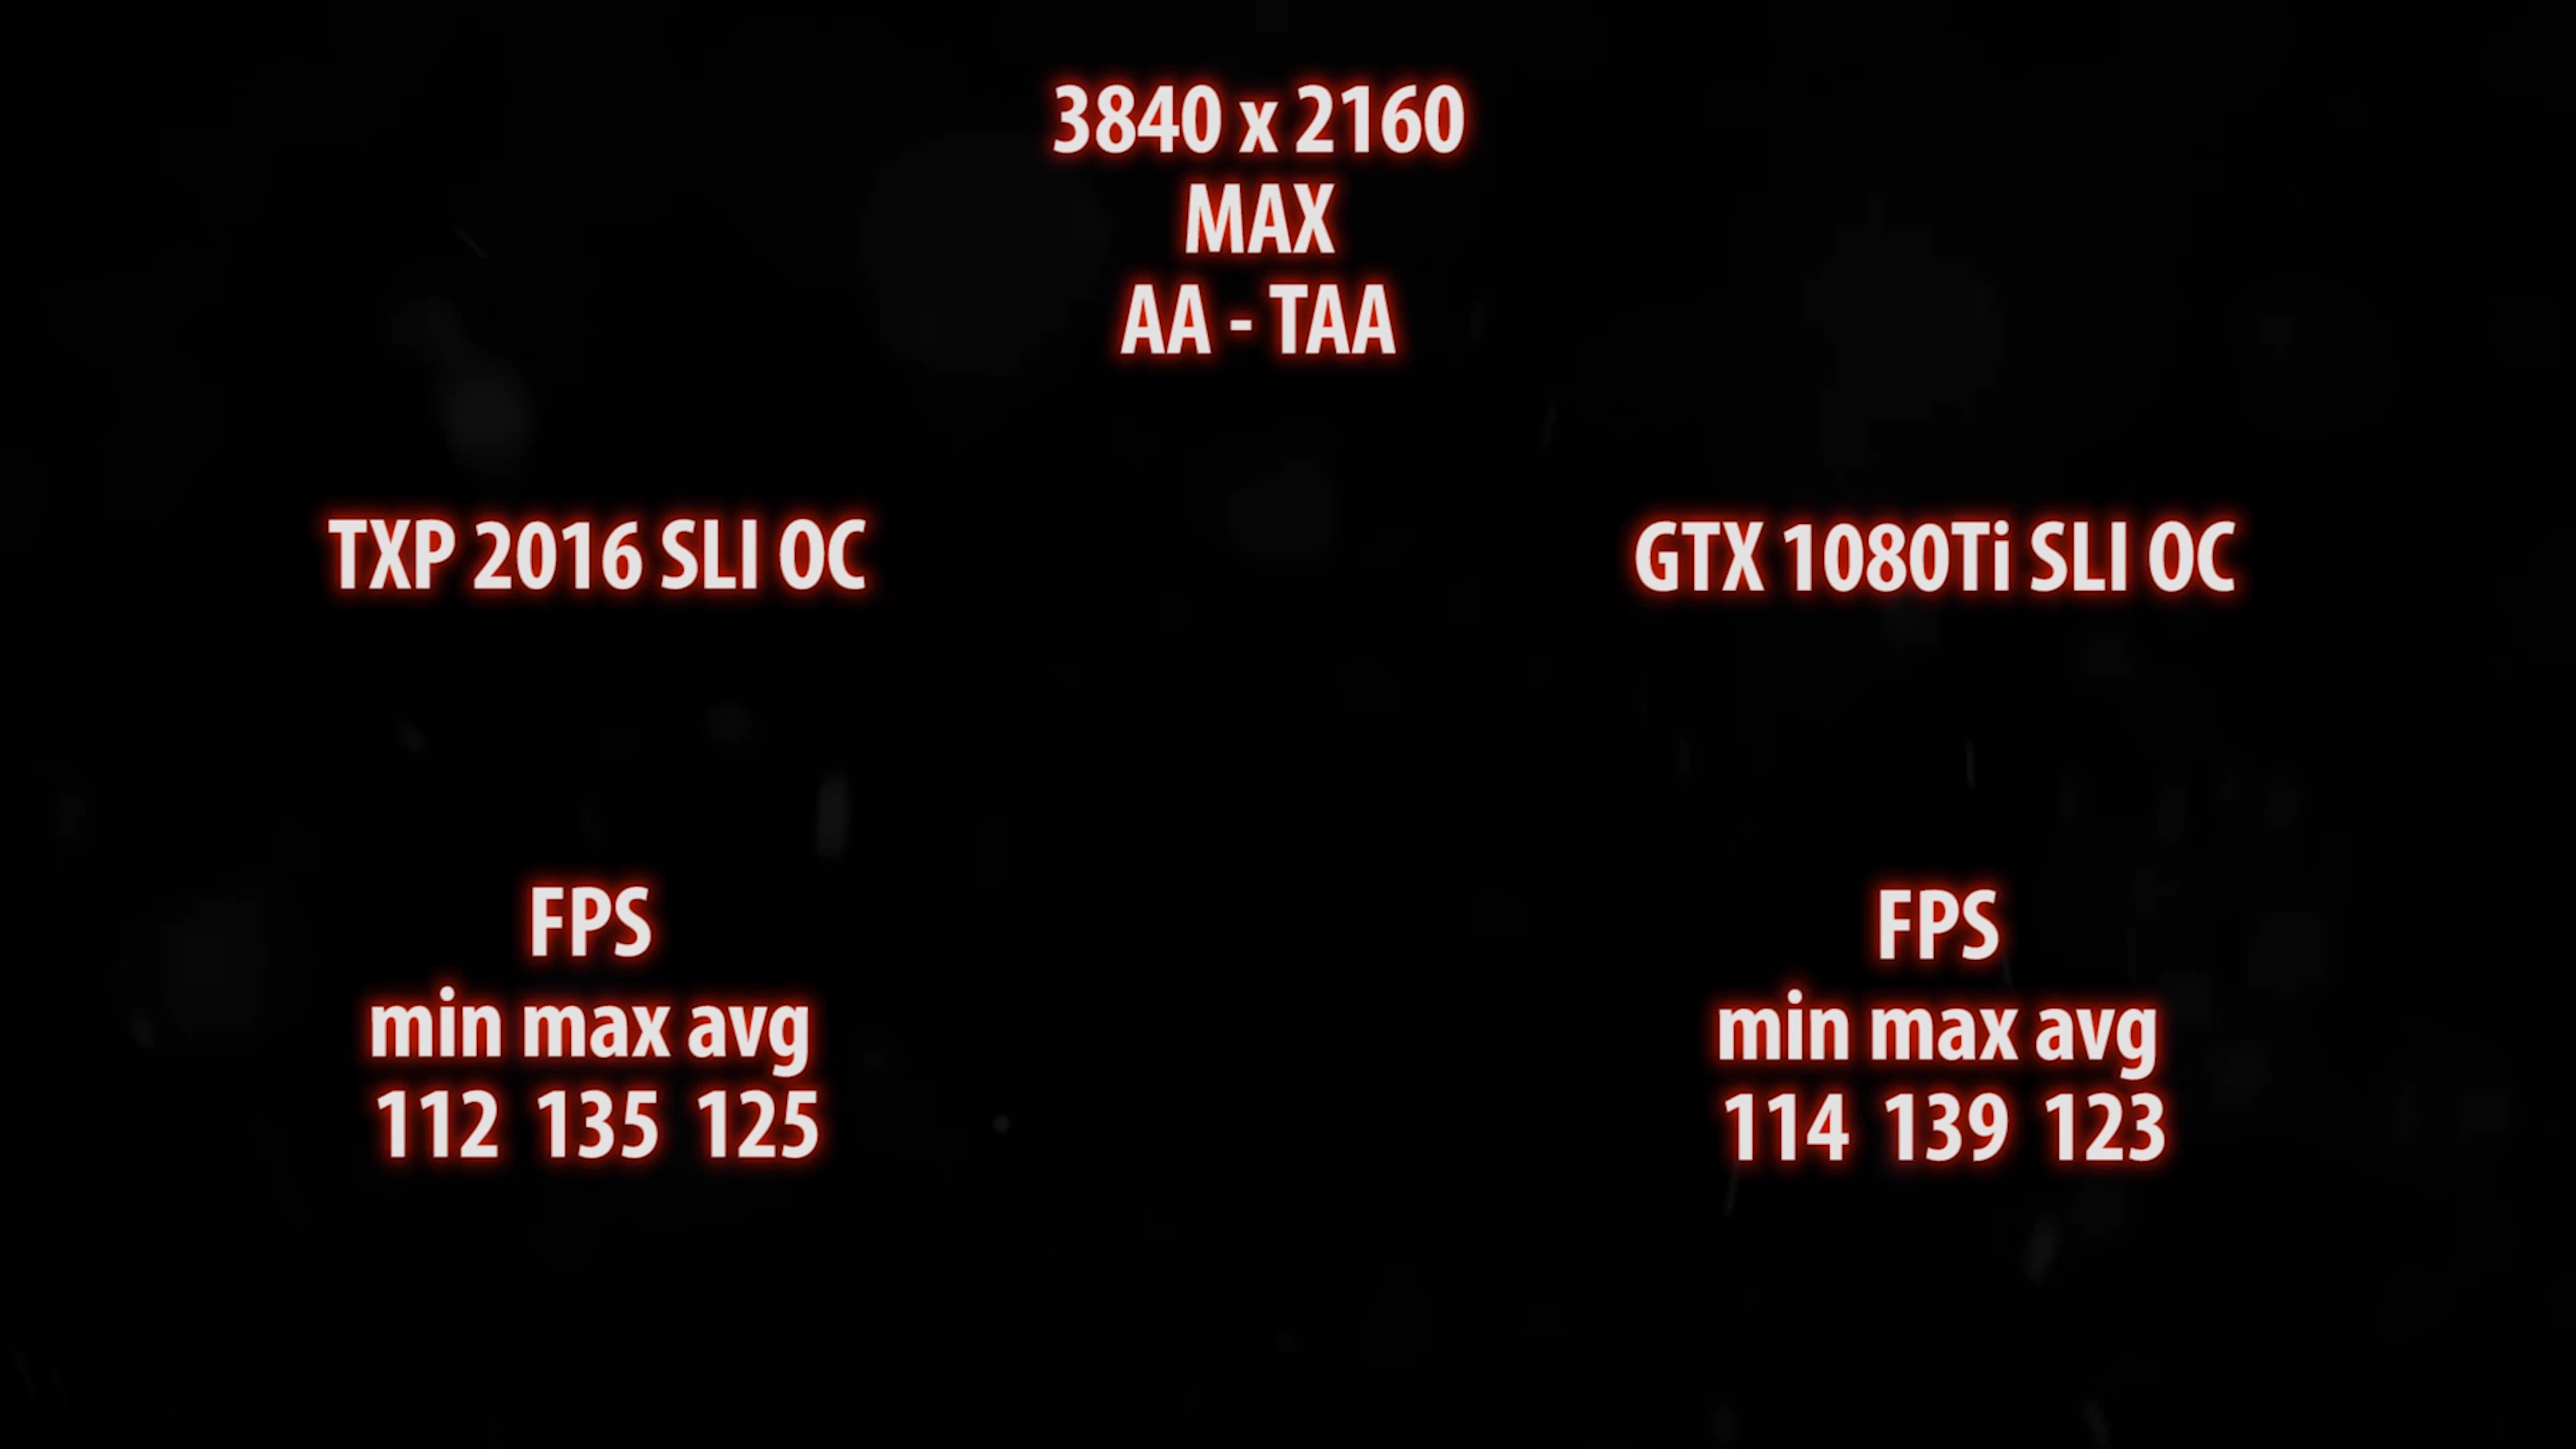 3840 x 2160
MAX
AA - TAA
TXP 2016 SLI OC
GTX 1080Ti SLI OC
FPS
min max avg
112 135 125
FPS
min max avg
114 139 123